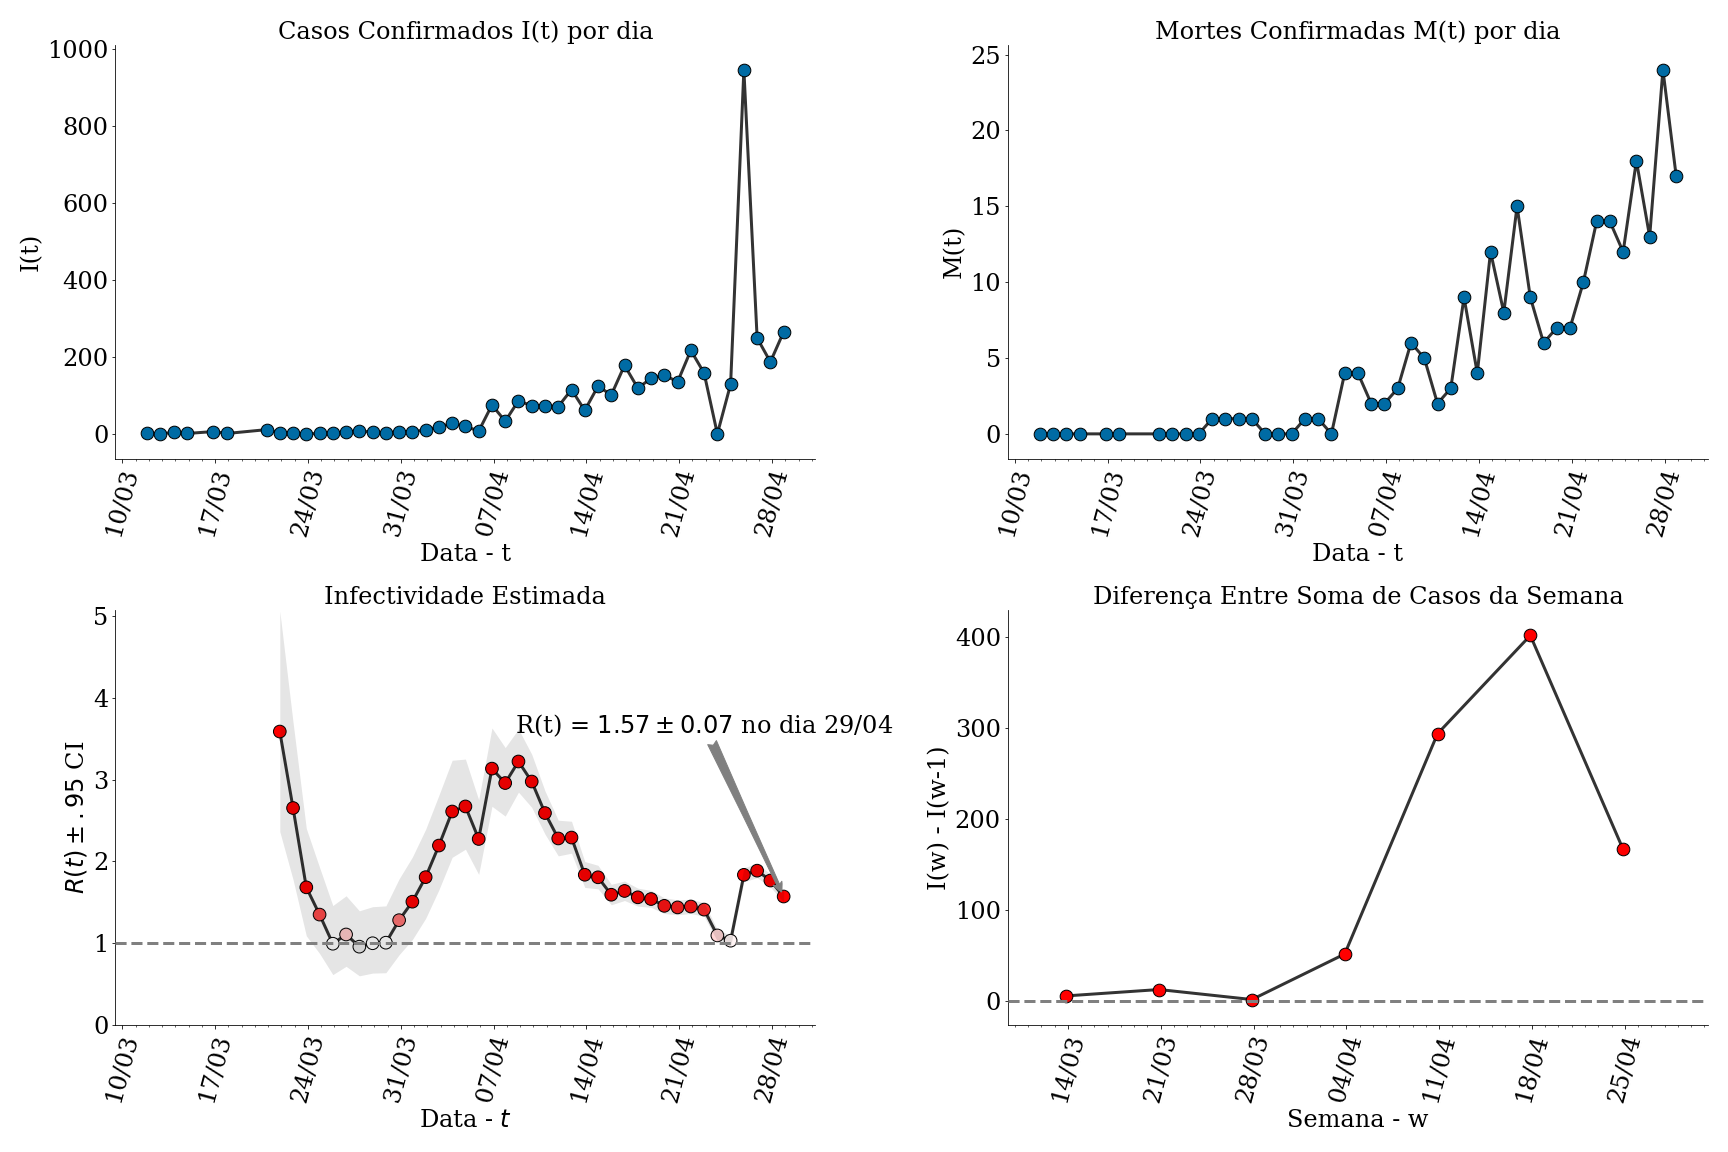 Casos Confirmados I(t) por dia
I(t)
1000
800
600
400
200
0
10/03 17/03 24/03 31/03 07/04 14/04 21/04 28/04
Data - t
Mortes Confirmadas M(t) por dia
M(t)
25
20
15
10
5
0
10/03 17/03 24/03 31/03 07/04 14/04 21/04 28/04
Data - t
Infectividade Estimada
R(t) ± .95 CI
5
4
3
2
1
0
R(t) = 1.57 ± 0.07 no dia 29/04
10/03 17/03 24/03 31/03 07/04 14/04 21/04 28/04
Data - t
Diferença Entre Soma de Casos da Semana
I(w) - I(w-1)
400
300
200
100
0
14/03 21/03 28/03 04/04 11/04 18/04 25/04
Semana - w